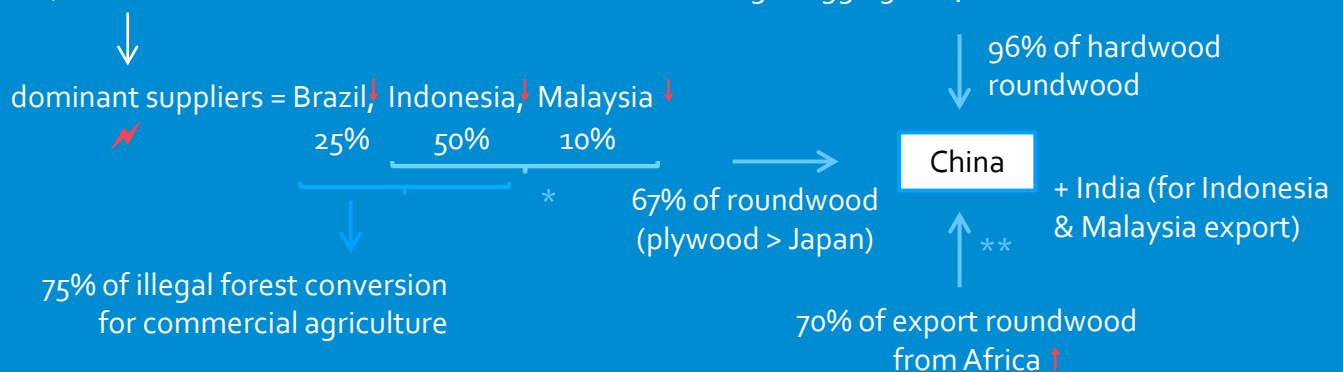 dominant suppliers = Brazil, Indonesia, Malaysia
25% 50% 10%
*
75% of illegal forest conversion
for commercial agriculture
67% of roundwood
(plywood > Japan)
96% of hardwood
roundwood
China
+ India (for Indonesia
& Malaysia export)
**
70% of export roundwood
from Africa